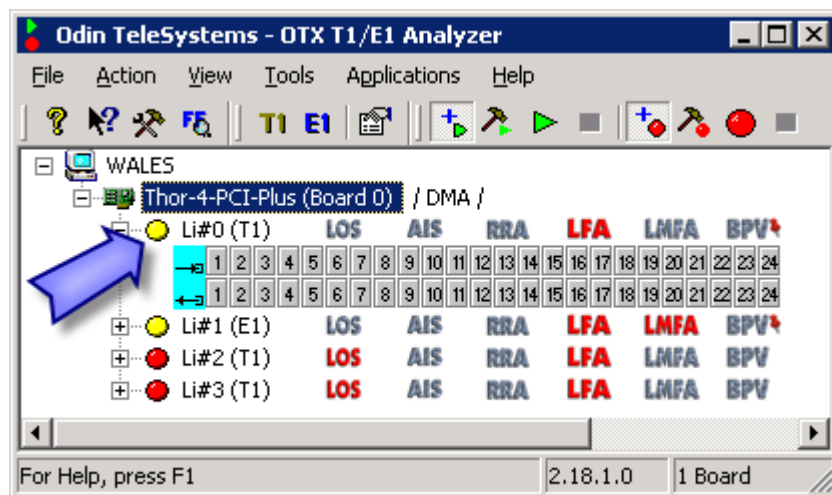 Odin TeleSystems - OTX T1/E1 Analyzer
File Action View Tools Applications Help
T1 E1
WALES
Thor-4-PCI-Plus (Board 0) / DMA /
Li#0 (T1) LOS AIS RRA LFA LMFA BPV
1 2 3 4 5 6 7 8 9 10 11 12 13 14 15 16 17 18 19 20 21 22 23 24
1 2 3 4 5 6 7 8 9 10 11 12 13 14 15 16 17 18 19 20 21 22 23 24
Li#1 (E1) LOS AIS RRA LFA LMFA BPV
Li#2 (T1) LOS AIS RRA LFA LMFA BPV
Li#3 (T1) LOS AIS RRA LFA LMFA BPV
For Help, press F1 2.18.1.0 1 Board